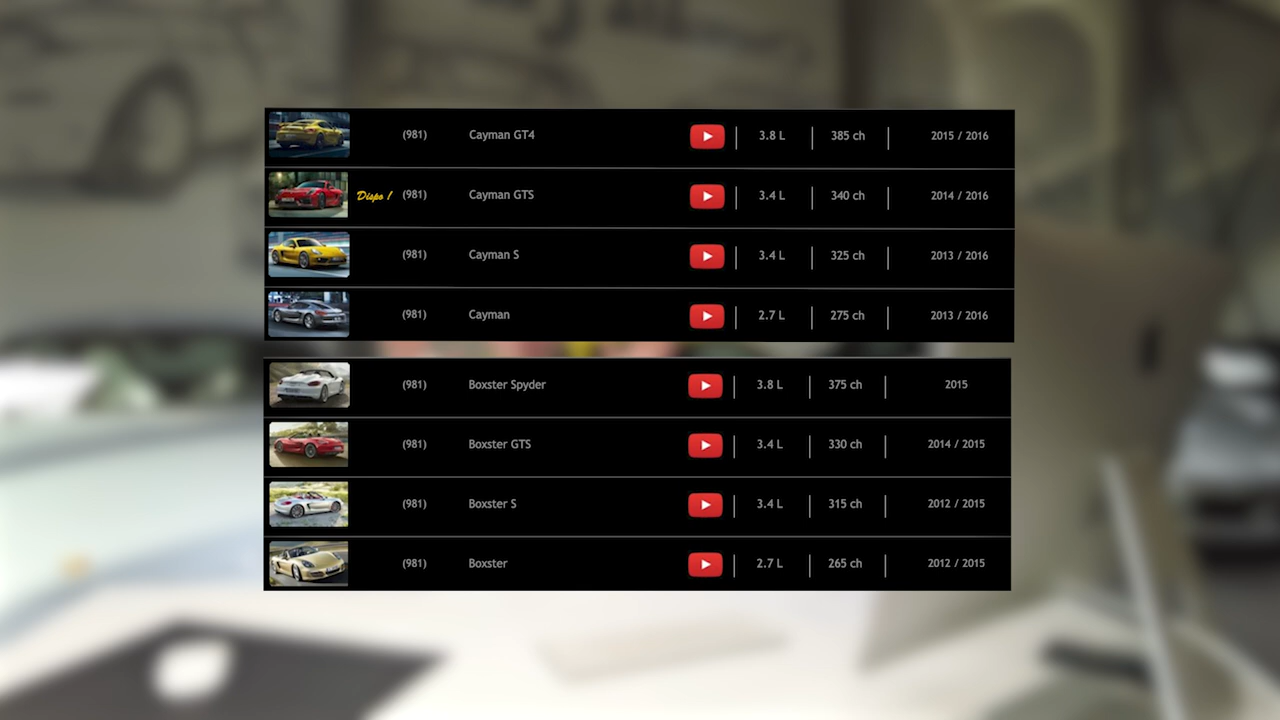 (981) Cayman GT4 3.8 L 385 ch 2015 / 2016
Dispo ! (981) Cayman GTS 3.4 L 340 ch 2014 / 2016
(981) Cayman S 3.4 L 325 ch 2013 / 2016
(981) Cayman 2.7 L 275 ch 2013 / 2016
(981) Boxster Spyder 3.8 L 375 ch 2015
(981) Boxster GTS 3.4 L 330 ch 2014 / 2015
(981) Boxster S 3.4 L 315 ch 2012 / 2015
(981) Boxster 2.7 L 265 ch 2012 / 2015